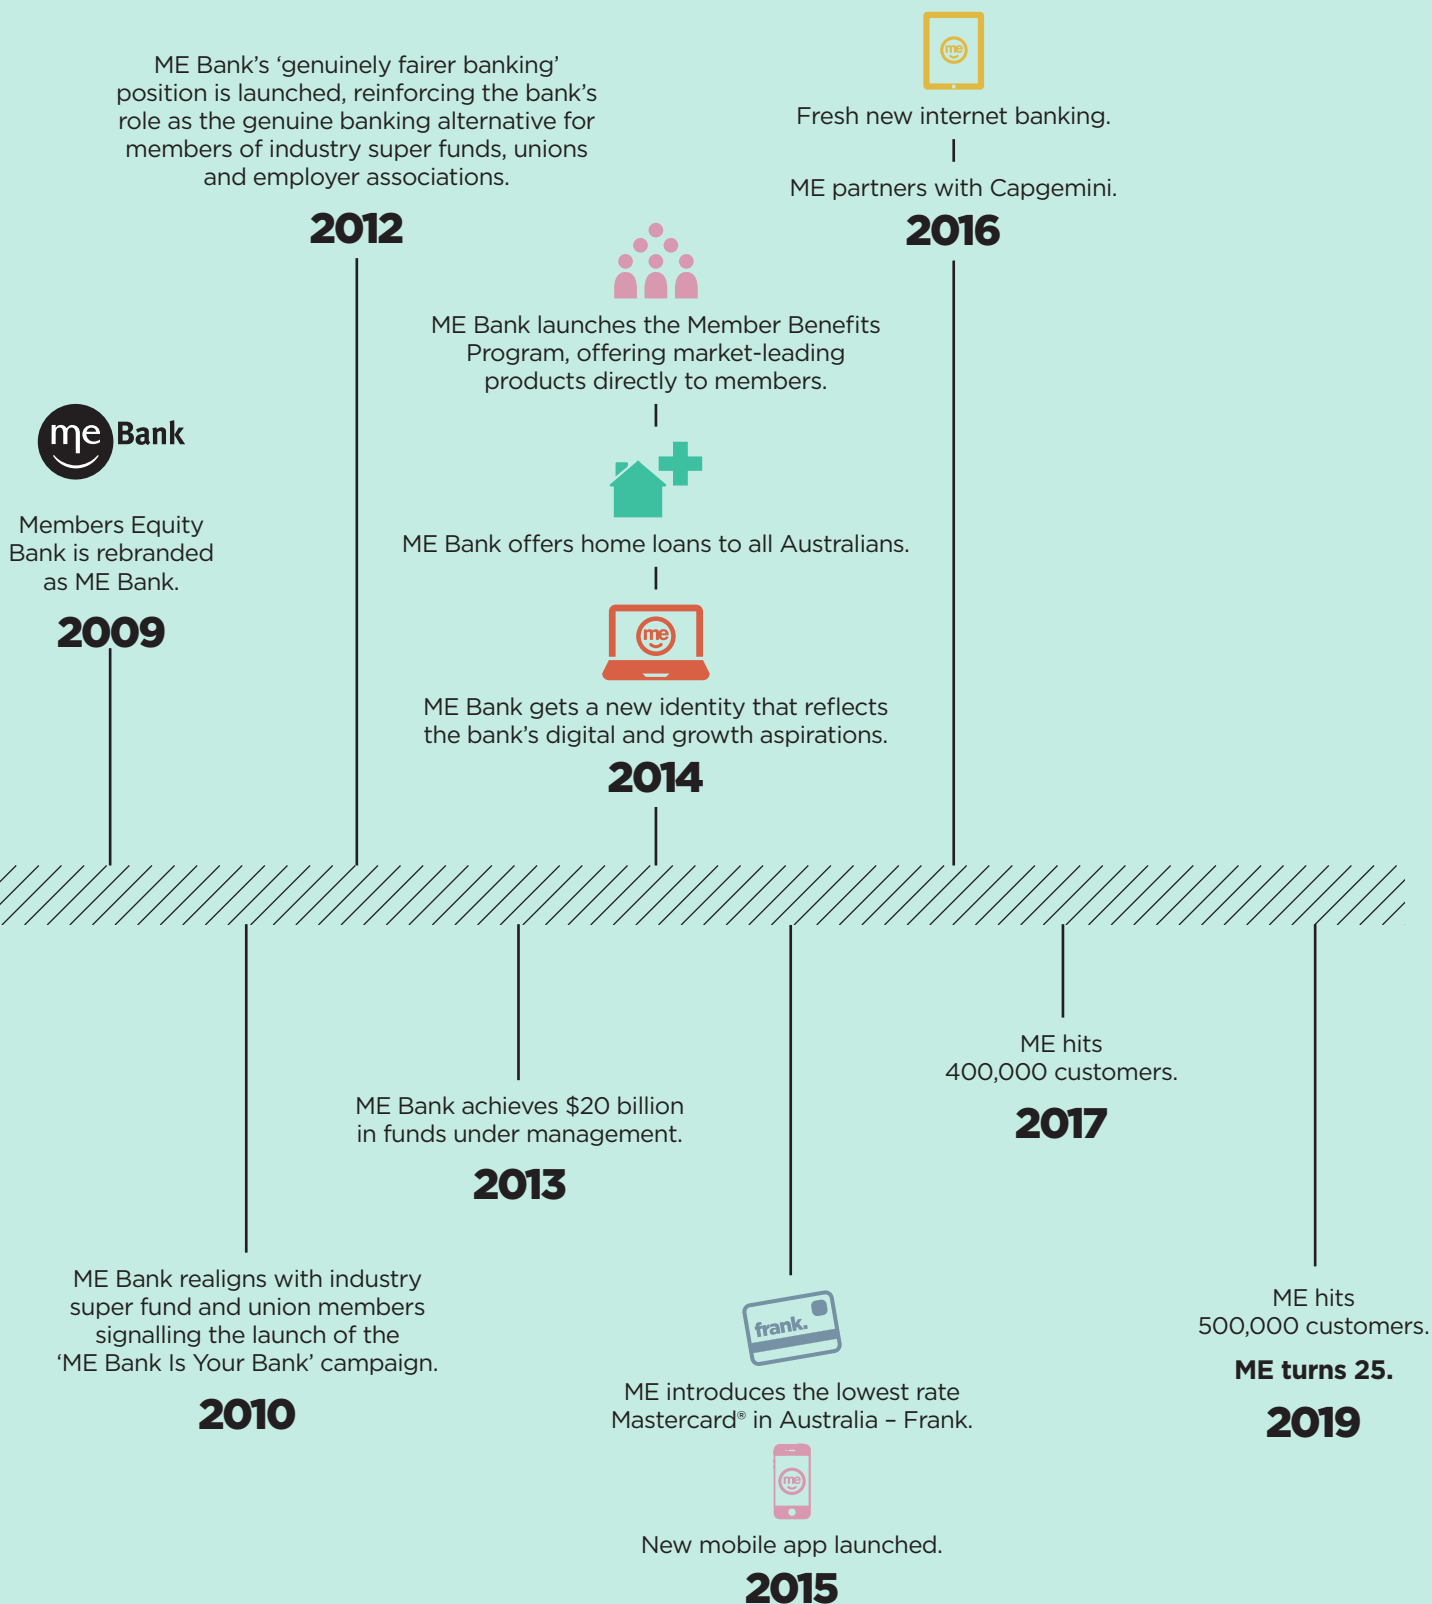 me Bank
Members Equity
Bank is rebranded
as ME Bank.
2009
ME Bank’s ‘genuinely fairer banking’
position is launched, reinforcing the bank’s
role as the genuine banking alternative for
members of industry super funds, unions
and employer associations.
2012
ME Bank launches the Member Benefits
Program, offering market-leading
products directly to members.
ME Bank offers home loans to all Australians.
me
ME Bank gets a new identity that reflects
the bank’s digital and growth aspirations.
2014
me
Fresh new internet banking.
ME partners with Capgemini.
2016
ME Bank realigns with industry
super fund and union members
signalling the launch of the
‘ME Bank Is Your Bank’ campaign.
2010
ME Bank achieves $20 billion
in funds under management.
2013
frank.
ME introduces the lowest rate
Mastercard® in Australia – Frank.
me
New mobile app launched.
2015
ME hits
400,000 customers.
2017
ME hits
500,000 customers.
ME turns 25.
2019